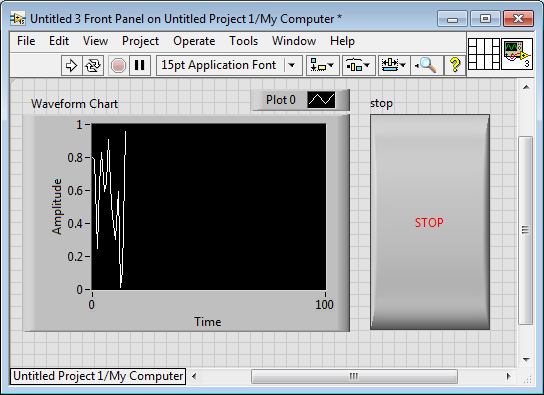 Untitled 3 Front Panel on Untitled Project 1/My Computer *
File Edit View Project Operate Tools Window Help
15pt Application Font
?
3
Waveform Chart
Plot 0
stop
1
0.8
0.6
0.4
0.2
0
Amplitude
0
100
Time
STOP
Untitled Project 1/My Computer